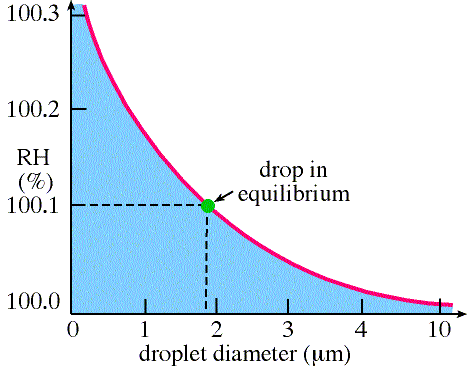 100.3
100.2
RH
(%)
drop in
equilibrium
100.1
100.0
0 1 2 3 4 10
droplet diameter (µm)